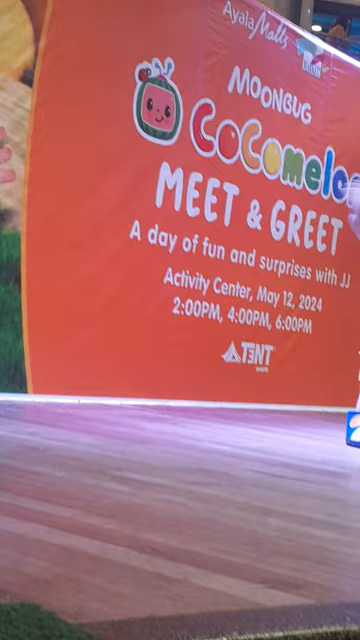 Ayala Malls
MOONBUG
CoComelo
MEET & GREET
A day of fun and surprises with JJ
Activity Center, May 12, 2024
2:00PM, 4:00PM, 6:00PM
TENT